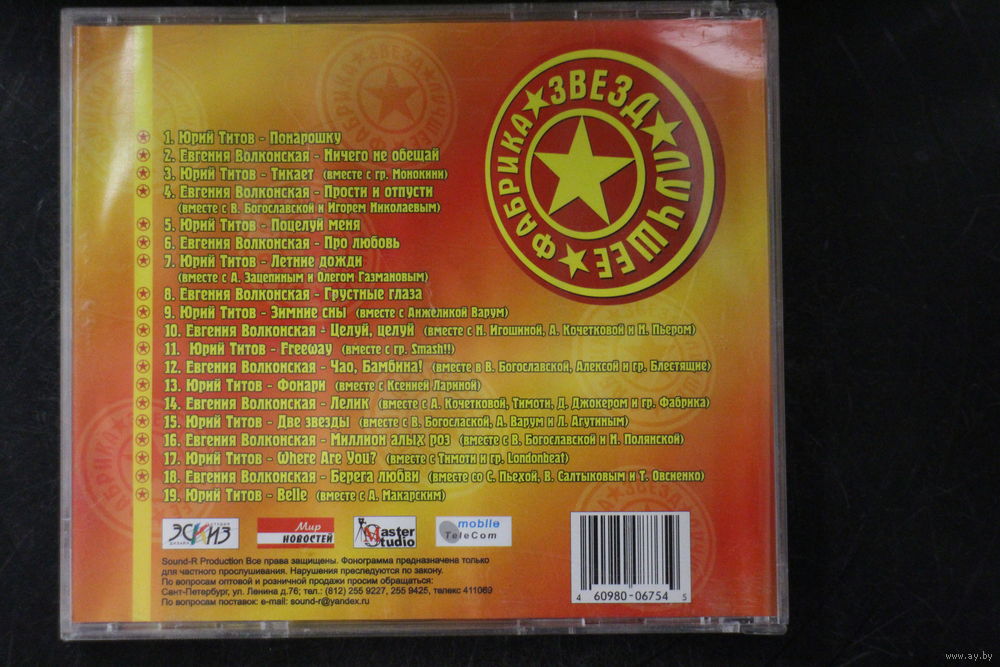 ФАБРИКА ЗВЕЗД ЛУЧШЕЕ
1. Юрий Титов - Понарошку
2. Евгения Волконская - Ничего не обещай
3. Юрий Титов - Тикает (вместе с гр. Монокини)
4. Евгения Волконская - Прости и отпусти
(вместе с В. Богославской и Игорем Николаевым)
5. Юрий Титов - Поцелуй меня
6. Евгения Волконская - Про любовь
7. Юрий Титов - Летние дожди
(вместе с А. Зацепиным и Олегом Газмановым)
8. Евгения Волконская - Грустные глаза
9. Юрий Титов - Зимние сны (вместе с Анжеликой Варум)
10. Евгения Волконская - Целуй, целуй (вместе с Н. Игошиной, А. Кочетковой и Н. Пьером)
11. Юрий Титов - Freeway (вместе с гр. Smash!!)
12. Евгения Волконская - Чао, Бамбина! (вместе в В. Богославской, Алексой и гр. Блестящие)
13. Юрий Титов - Фонари (вместе с Ксенией Лариной)
14. Евгения Волконская - Лелик (вместе с А. Кочетковой, Тимоти, Д. Джокером и гр. Фабрика)
15. Юрий Титов - Две звезды (вместе с В. Богослаской, А. Варум и Л. Агутиным)
16. Евгения Волконская - Миллион алых роз (вместе с В. Богославской и И. Полянской)
17. Юрий Титов - Where Are You? (вместе с Тимоти и гр. Londonbeat)
18. Евгения Волконская - Берега любви (вместе со С. Пьехой, В. Салтыковым и Т. Овсиенко)
19. Юрий Титов - Belle (вместе с А. Макарским)
ЭСКИЗ студия дизайн
Мир НОВОСТЕЙ
Master Studio
mobile TeleCom
Sound-R Production Все права защищены. Фонограмма предназначена только
для частного прослушивания. Нарушения преследуются по закону.
По вопросам оптовой и розничной продажи просим обращаться:
Сант-Петербург, ул. Ленина д.76; тел.: (812) 255 9227, 255 9425, телекс 411069
По вопросам поставок: e-mail: sound-r@yandex.ru
4 60980 06754 5
www.ay.by